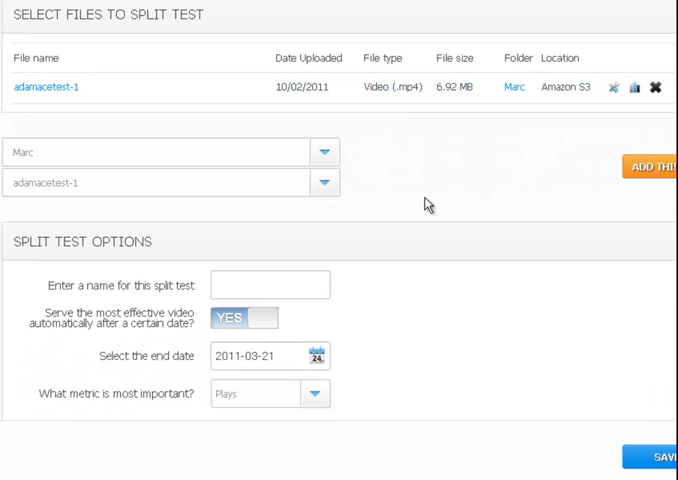 SELECT FILES TO SPLIT TEST
File name Date Uploaded File type File size Folder Location
adamacetest-1 10/02/2011 Video (.mp4) 6.92 MB Marc Amazon S3
Marc
ADD THIS
adamacetest-1
SPLIT TEST OPTIONS
Enter a name for this split test
Serve the most effective video
automatically after a certain date?
YES
Select the end date 2011-03-21 24
What metric is most important? Plays
SAV